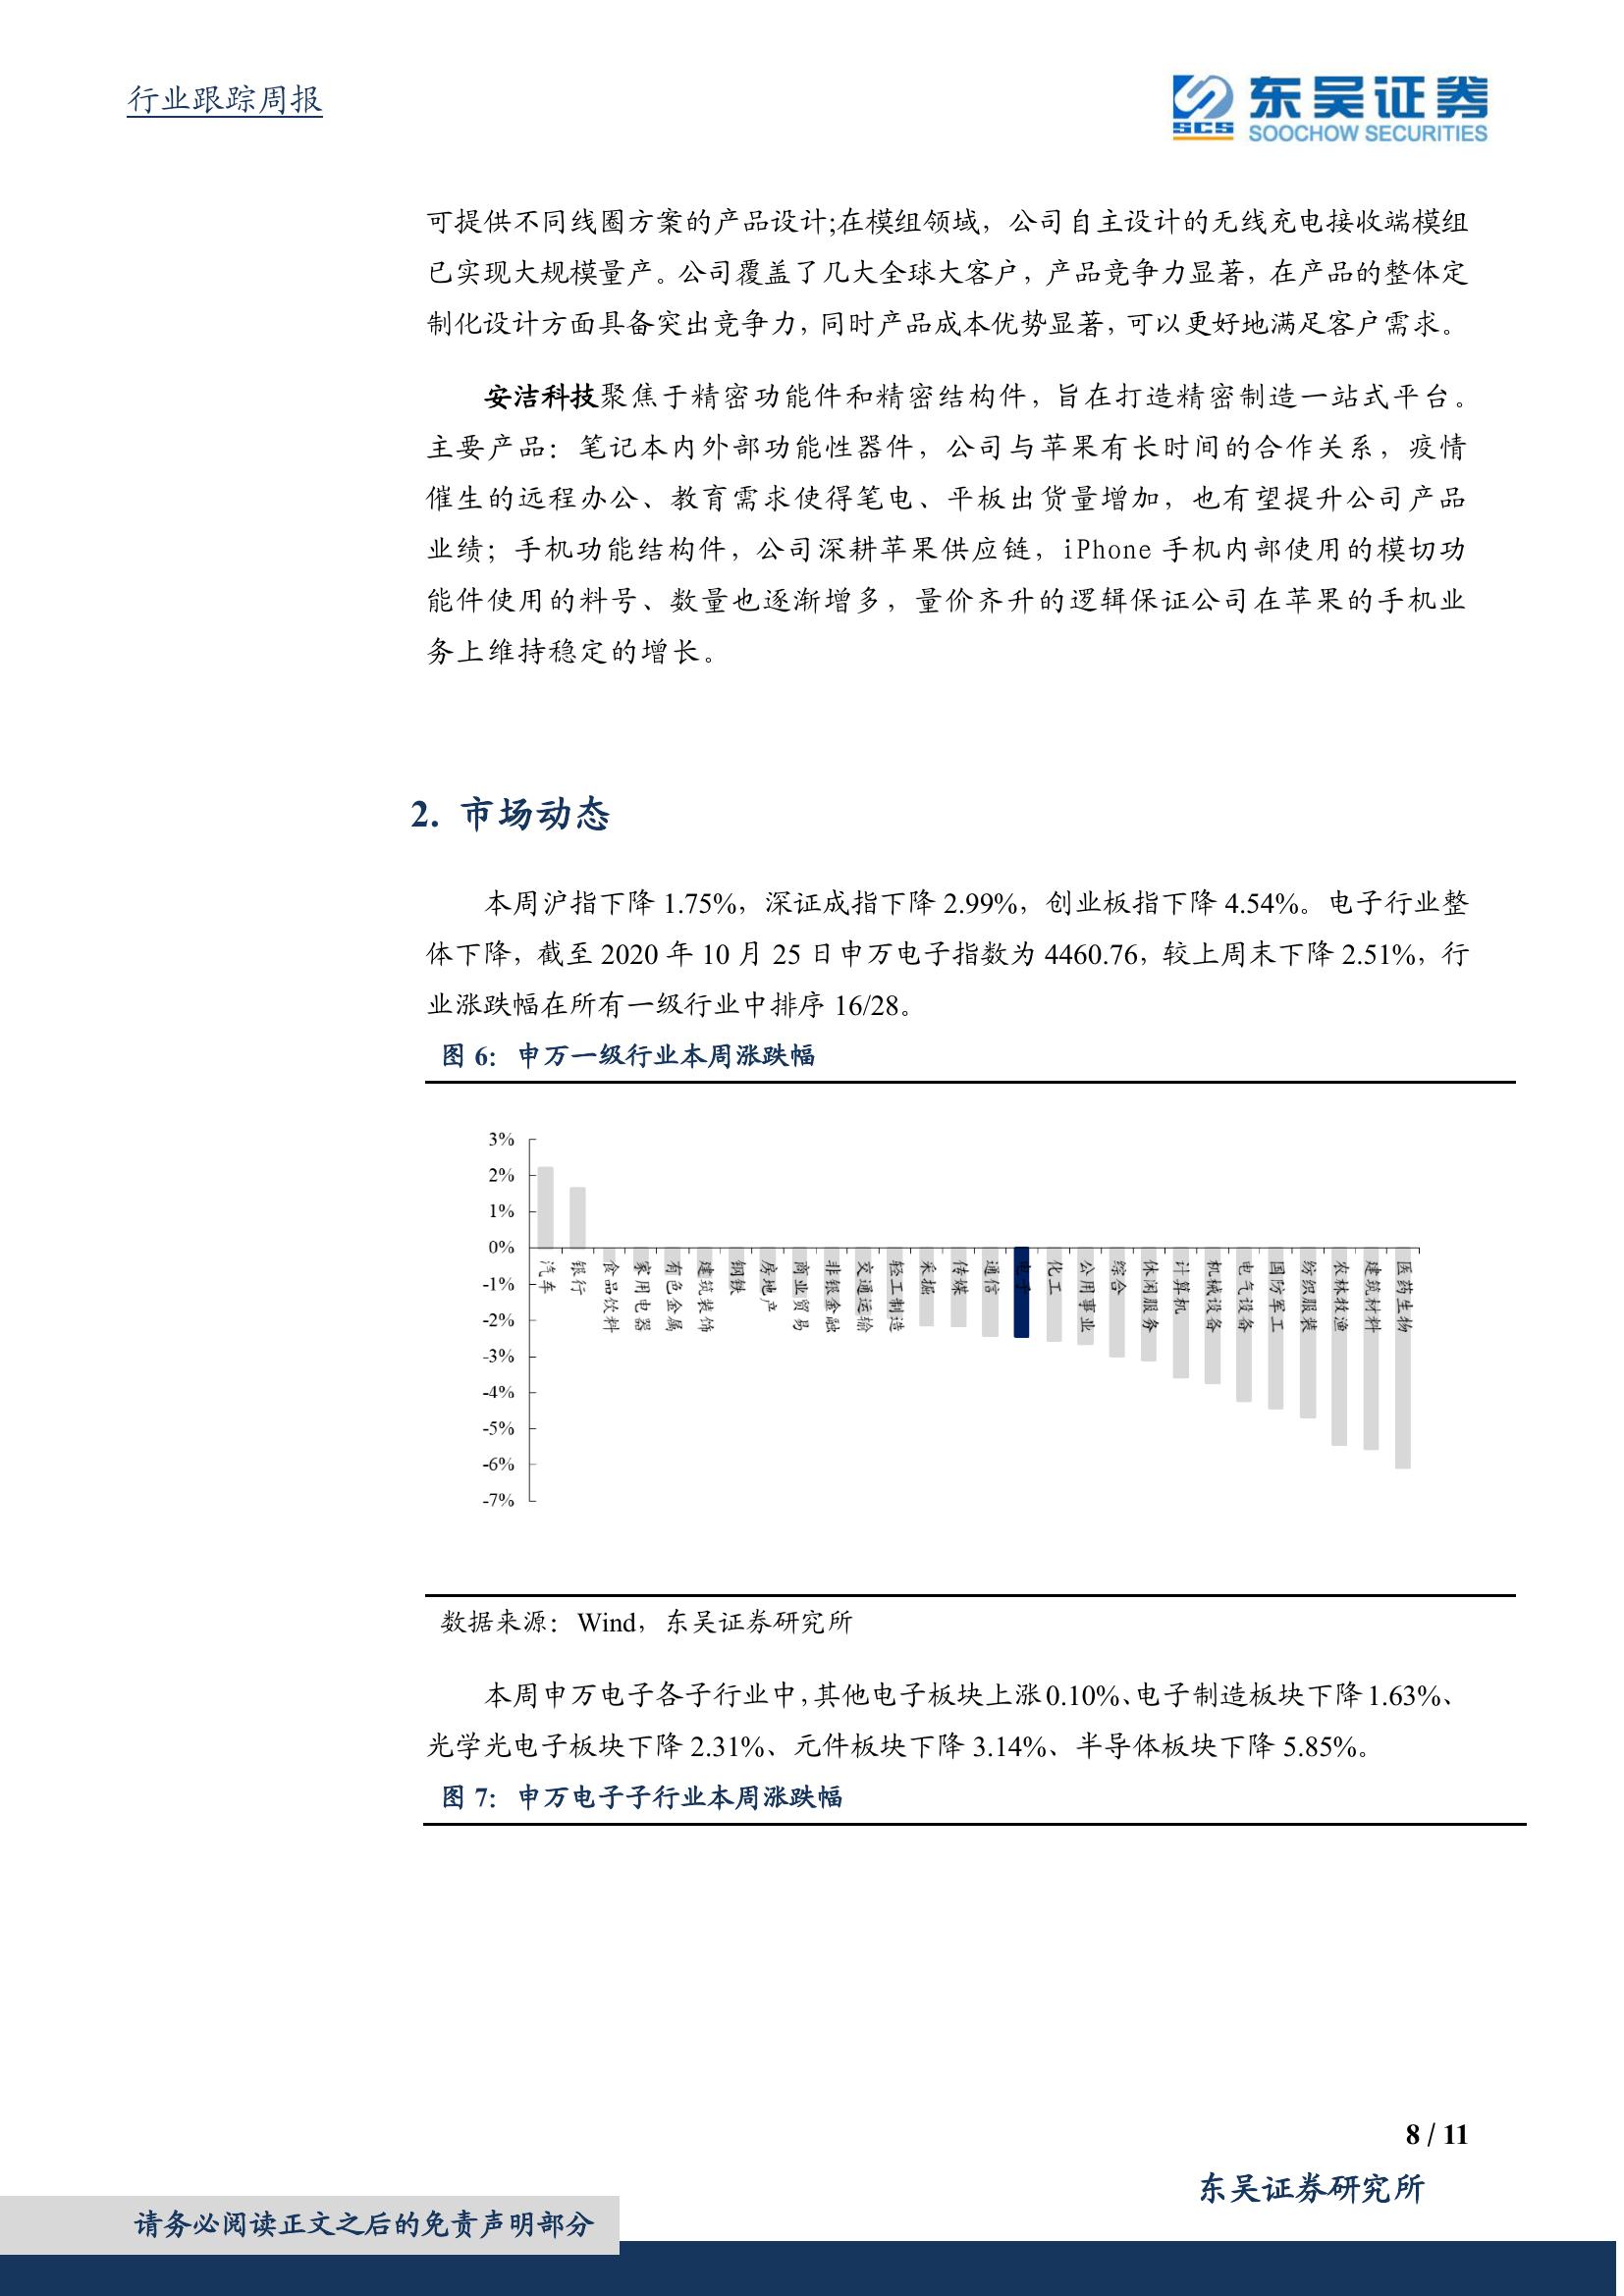 行业跟踪周报
东吴证券
SCS
SOOCHOW SECURITIES
可提供不同线圈方案的产品设计;在模组领域，公司自主设计的无线充电接收端模组
已实现大规模量产。公司覆盖了几大全球大客户，产品竞争力显著，在产品的整体定
制化设计方面具备突出竞争力，同时产品成本优势显著，可以更好地满足客户需求。
安洁科技聚焦于精密功能件和精密结构件，旨在打造精密制造一站式平台。
主要产品：笔记本内外部功能性器件，公司与苹果有长时间的合作关系，疫情
催生的远程办公、教育需求使得笔电、平板出货量增加，也有望提升公司产品
业绩；手机功能结构件，公司深耕苹果供应链，iPhone 手机内部使用的模切功
能件使用的料号、数量也逐渐增多，量价齐升的逻辑保证公司在苹果的手机业
务上维持稳定的增长。
2. 市场动态
本周沪指下降 1.75%，深证成指下降 2.99%，创业板指下降 4.54%。电子行业整
体下降，截至 2020 年 10 月 25 日申万电子指数为 4460.76，较上周末下降 2.51%，行
业涨跌幅在所有一级行业中排序 16/28。
图 6：申万一级行业本周涨跌幅
3%
2%
1%
0%
-1%
-2%
-3%
-4%
-5%
-6%
-7%
汽车
银行
食品饮料
家用电器
有色金属
建筑装饰
钢铁
房地产
商业贸易
非银金融
交通运输
轻工制造
采掘
传媒
通信
电子
化工
公用事业
综合
休闲服务
计算机
机械设备
电气设备
国防军工
纺织服装
农林牧渔
建筑材料
医药生物
数据来源：Wind，东吴证券研究所
本周申万电子各子行业中，其他电子板块上涨 0.10%、电子制造板块下降 1.63%、
光学光电子板块下降 2.31%、元件板块下降 3.14%、半导体板块下降 5.85%。
图 7：申万电子子行业本周涨跌幅
8 / 11
东吴证券研究所
请务必阅读正文之后的免责声明部分